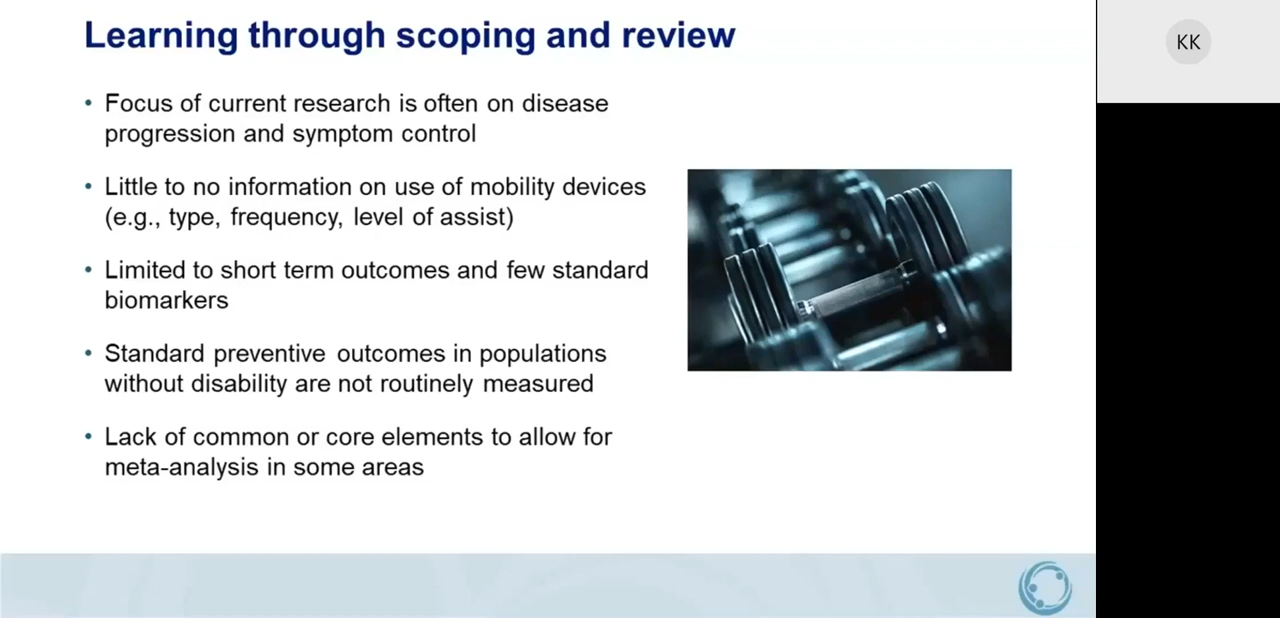 Learning through scoping and review
KK
• Focus of current research is often on disease
progression and symptom control
• Little to no information on use of mobility devices
(e.g., type, frequency, level of assist)
• Limited to short term outcomes and few standard
biomarkers
• Standard preventive outcomes in populations
without disability are not routinely measured
• Lack of common or core elements to allow for
meta-analysis in some areas